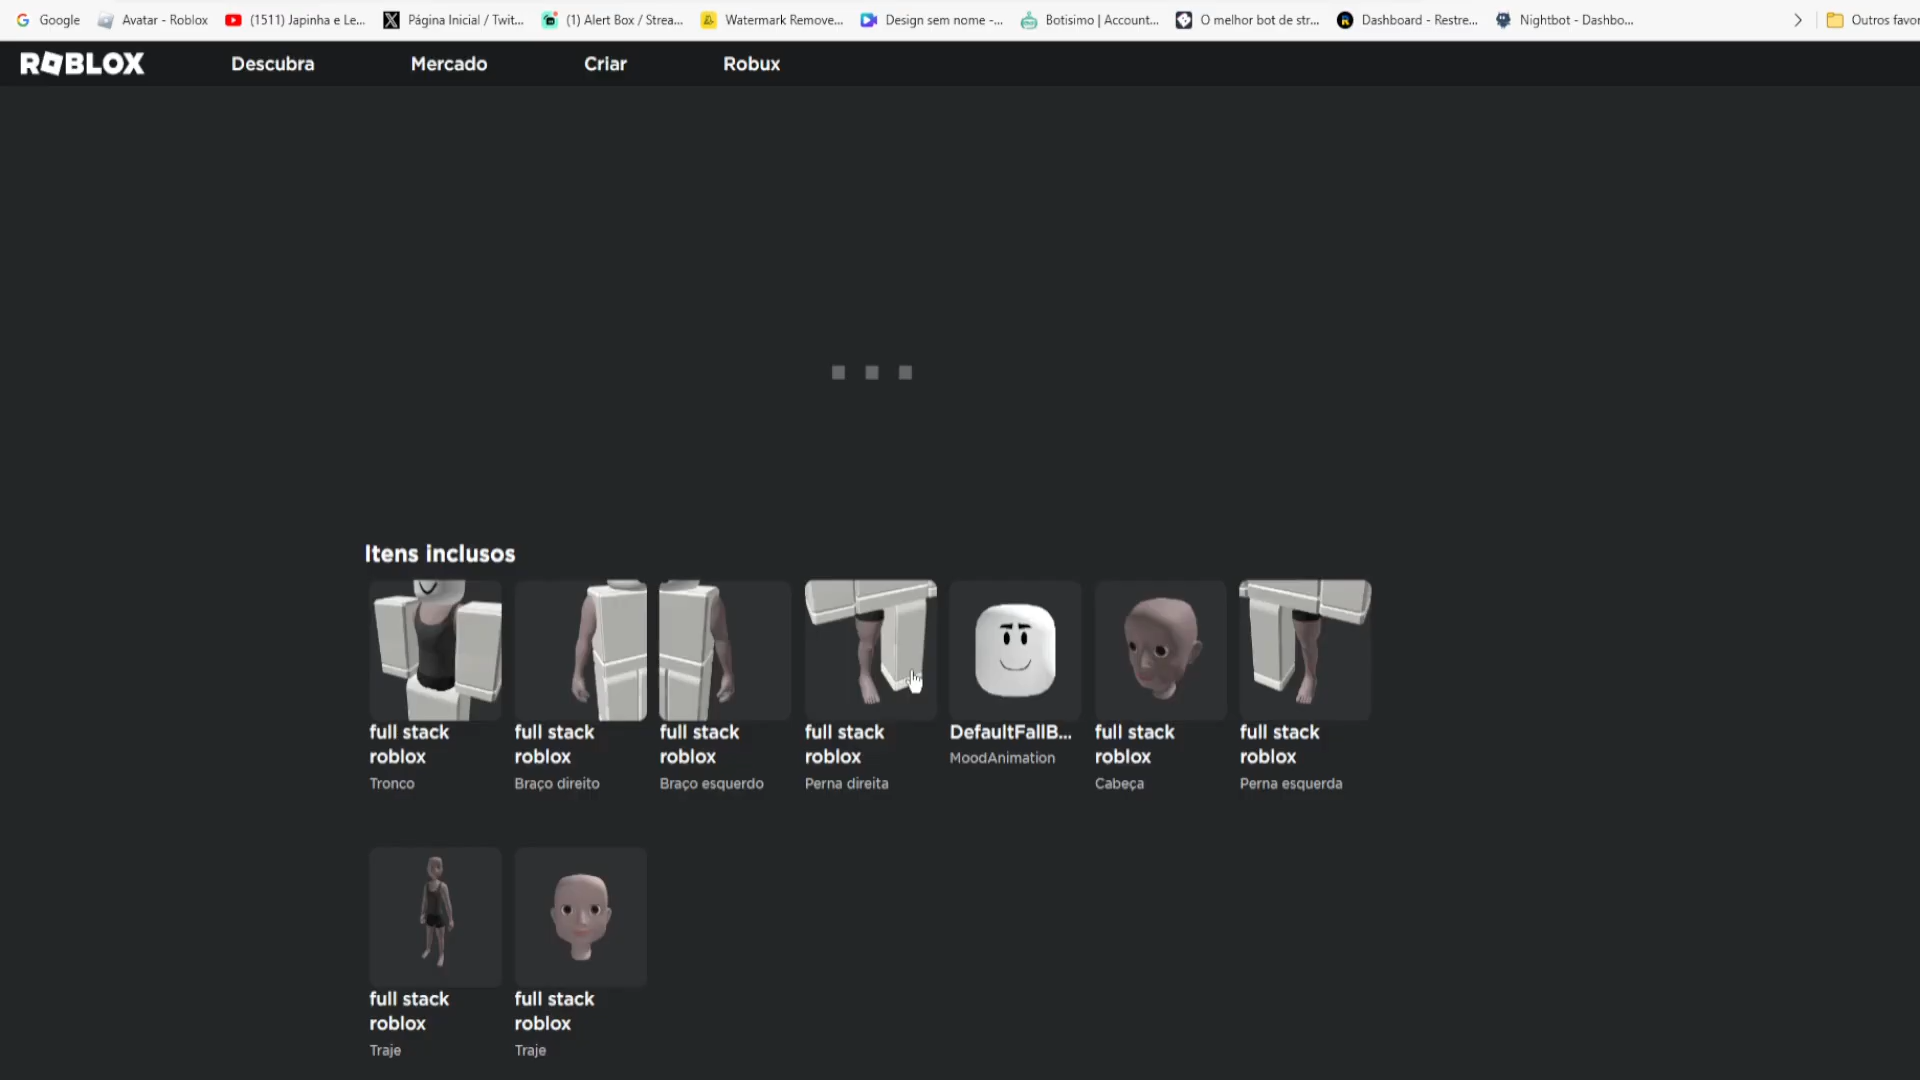 Google Avatar - Roblox (1511) Japinha e Le... Página Inicial / Twit... (1) Alert Box / Strea... Watermark Remove... Design sem nome -... Botisimo | Account... O melhor bot de str... Dashboard - Restre... Nightbot - Dashbo... Outros favor
ROBLOX Descubra Mercado Criar Robux
Itens inclusos
full stack full stack full stack full stack DefaultFallB... full stack full stack
roblox roblox roblox roblox MoodAnimation roblox roblox
Tronco Braço direito Braço esquerdo Perna direita Cabeça Perna esquerda
full stack full stack
roblox roblox
Traje Traje